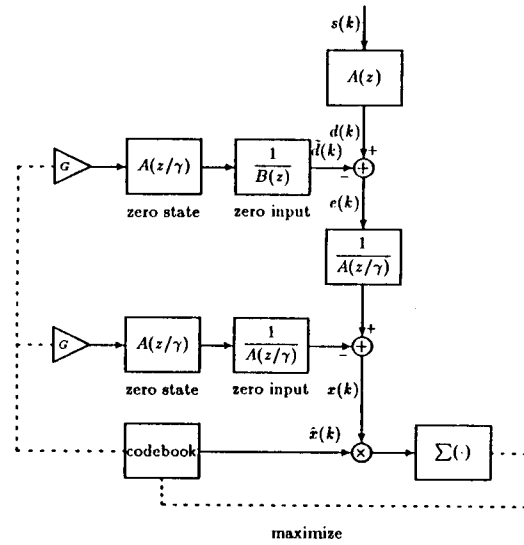 s(k)
A(z)
d(k)
d̃(k)
+
G
A(z/γ)
1
B(z)
+
−
zero state
zero input
e(k)
1
A(z/γ)
+
G
A(z/γ)
1
A(z/γ)
+
−
zero state
zero input
x(k)
x̂(k)
codebook
×
∑(·)
maximize